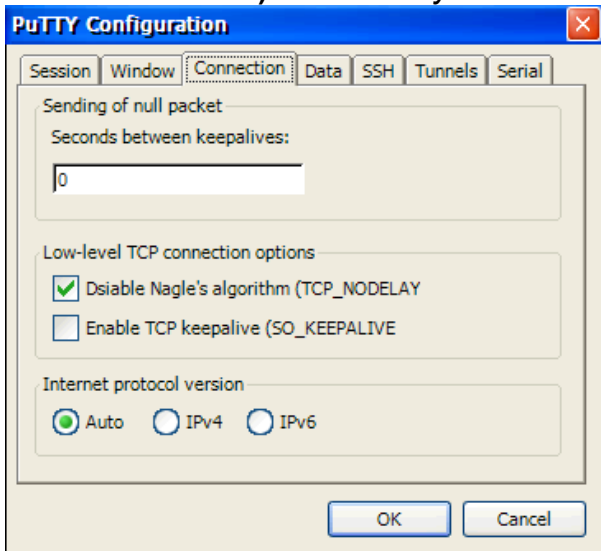 PuTTY Configuration
Session Window Connection Data SSH Tunnels Serial
Sending of null packet
Seconds between keepalives:
0
Low-level TCP connection options
Dsiable Nagle's algorithm (TCP_NODELAY
Enable TCP keepalive (SO_KEEPALIVE
Internet protocol version
Auto IPv4 IPv6
OK Cancel